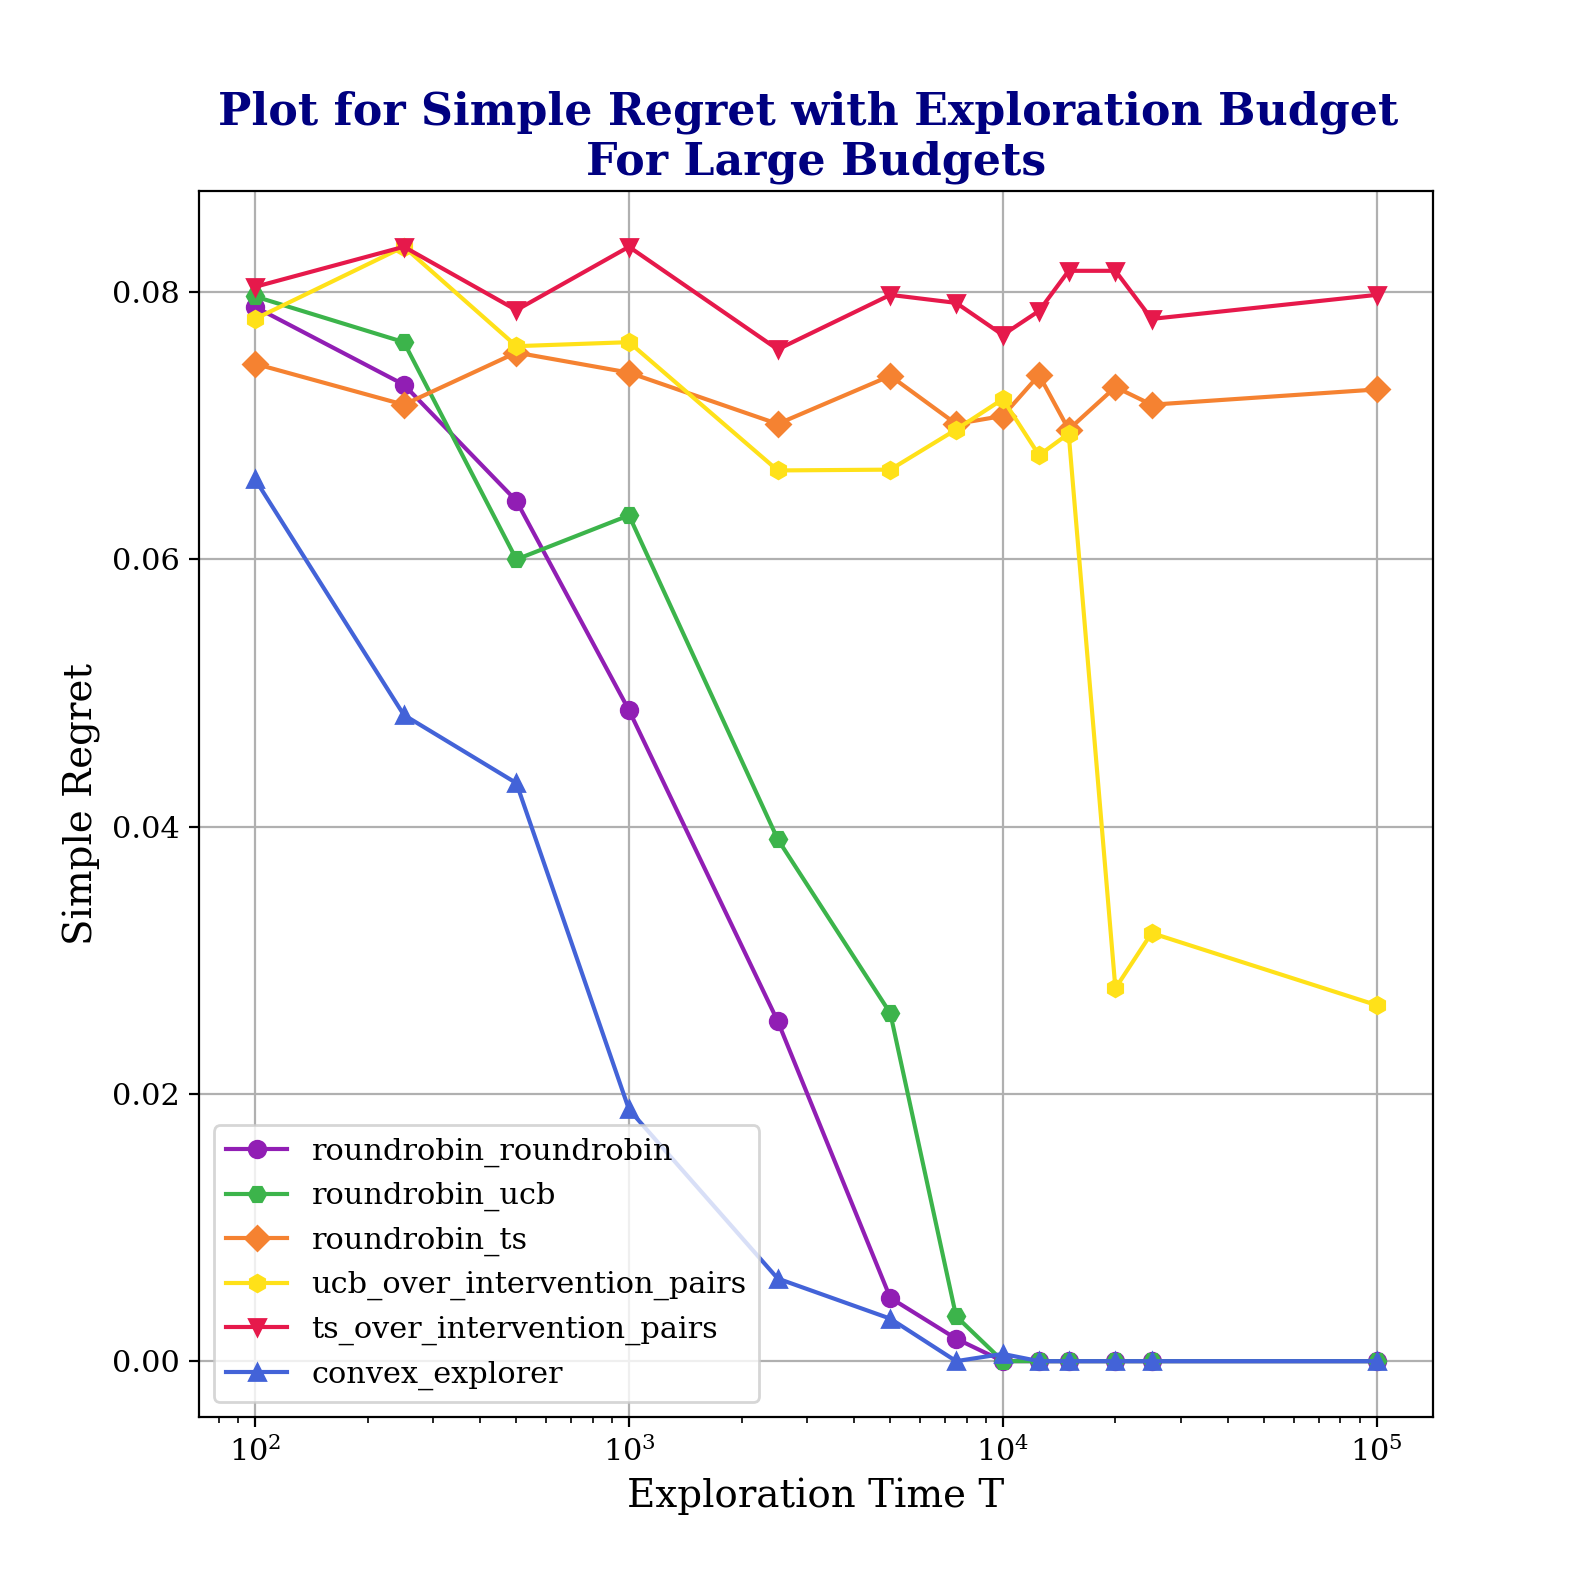 Plot for Simple Regret with Exploration Budget
For Large Budgets
Simple Regret
0.08
0.06
0.04
0.02
0.00
roundrobin_roundrobin
roundrobin_ucb
roundrobin_ts
ucb_over_intervention_pairs
ts_over_intervention_pairs
convex_explorer
10² 10³ 10⁴ 10⁵
Exploration Time T